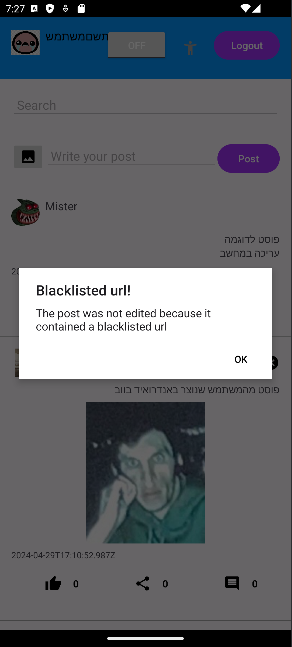 7:27
תשםמשתמש
OFF
Logout
Search
Write your post
Post
Mister
פוסט לדוגמה
עריכה במחשב
Blacklisted url!
The post was not edited because it
contained a blacklisted url
OK
פוסט מהמשתמש שנוצר באנדרואיד בווב
2024-04-29T17:10:52.987Z
0
0
0